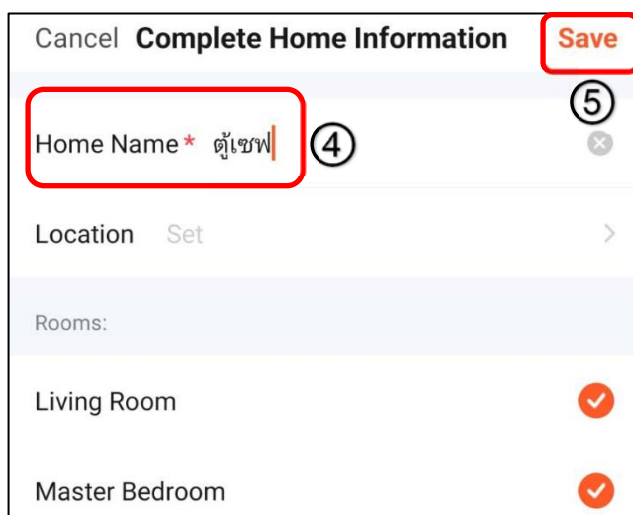 Cancel Complete Home Information Save
⑤
Home Name * ตู้เซฟ ④
Location Set
Rooms:
Living Room
Master Bedroom